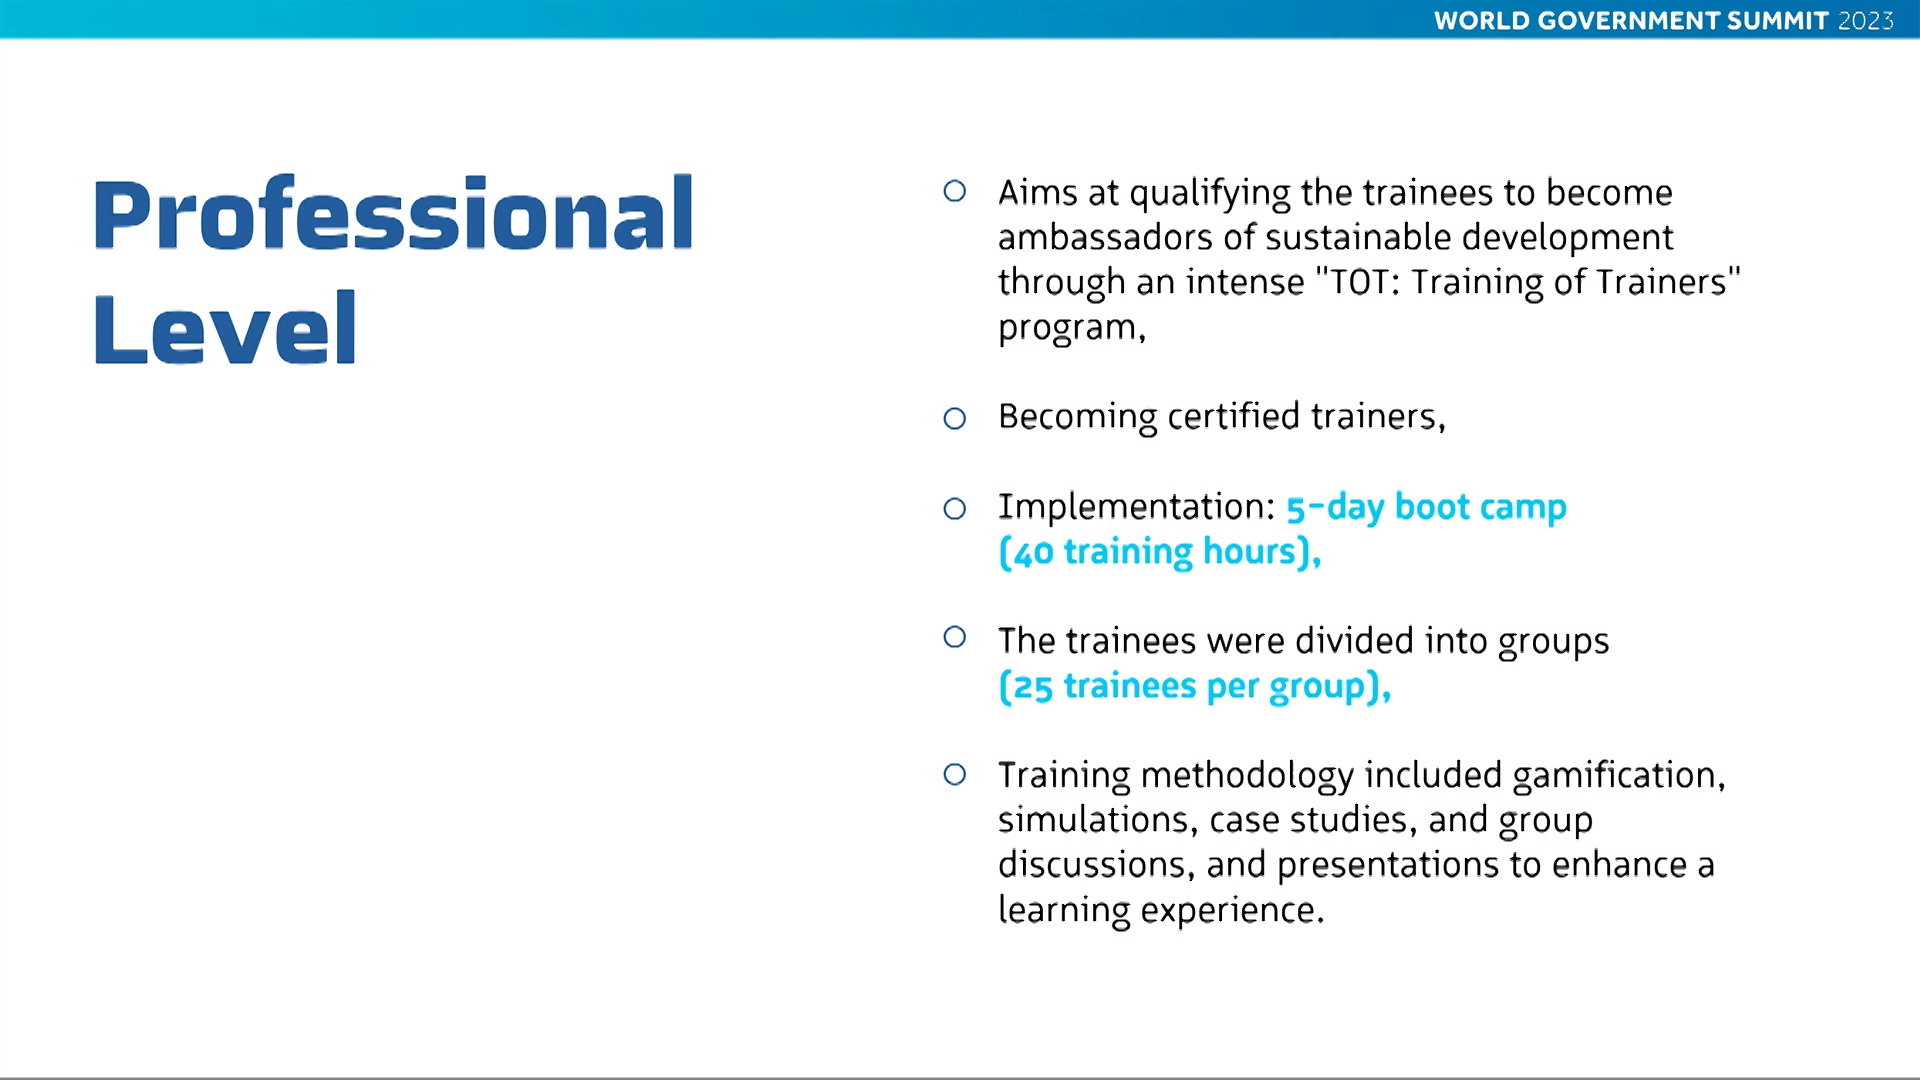 WORLD GOVERNMENT SUMMIT 2023
Professional
Level
Aims at qualifying the trainees to become
ambassadors of sustainable development
through an intense "TOT: Training of Trainers"
program,
Becoming certified trainers,
Implementation: 5-day boot camp
(40 training hours),
The trainees were divided into groups
(25 trainees per group),
Training methodology included gamification,
simulations, case studies, and group
discussions, and presentations to enhance a
learning experience.